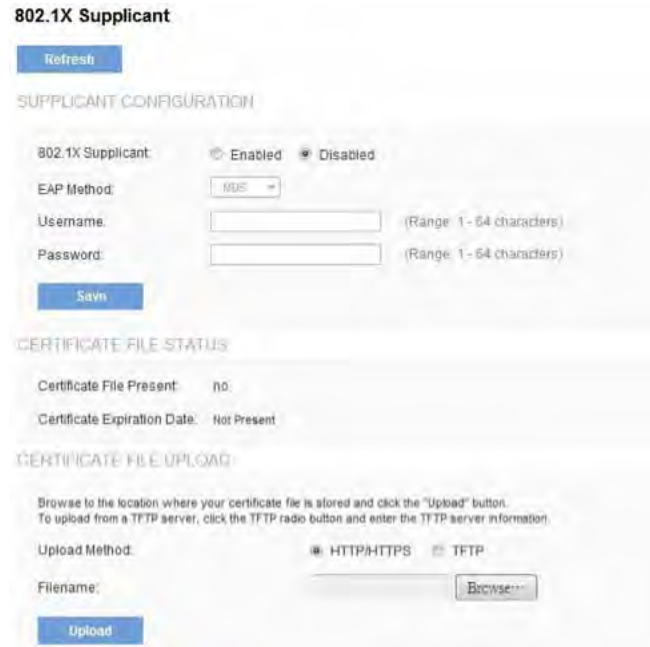 802.1X Supplicant
Refresh
SUPPLICANT CONFIGURATION
802.1X Supplicant: Enabled Disabled
EAP Method: MD5
Username: (Range: 1 - 64 characters)
Password: (Range: 1 - 64 characters)
Save
CERTIFICATE FILE STATUS
Certificate File Present: no
Certificate Expiration Date: Not Present
CERTIFICATE FILE UPLOAD
Browse to the location where your certificate file is stored and click the "Upload" button.
To upload from a TFTP server, click the TFTP radio button and enter the TFTP server information.
Upload Method: HTTP/HTTPS TFTP
Filename: Browse...
Upload